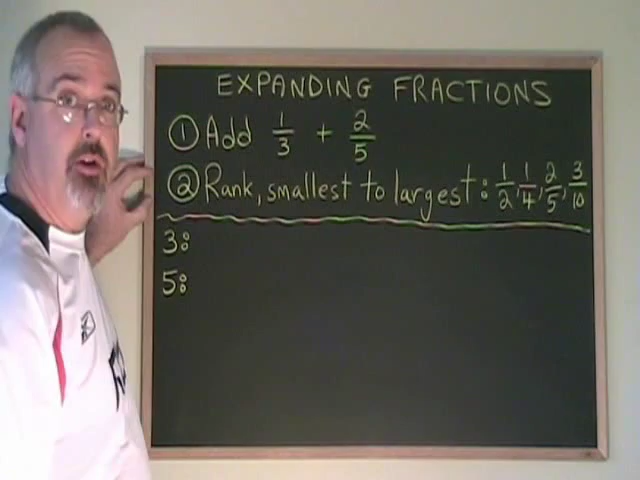 EXPANDING FRACTIONS
① Add 1/3 + 2/5
② Rank, smallest to largest: 1/2, 1/4, 2/5, 3/10
3:
5: